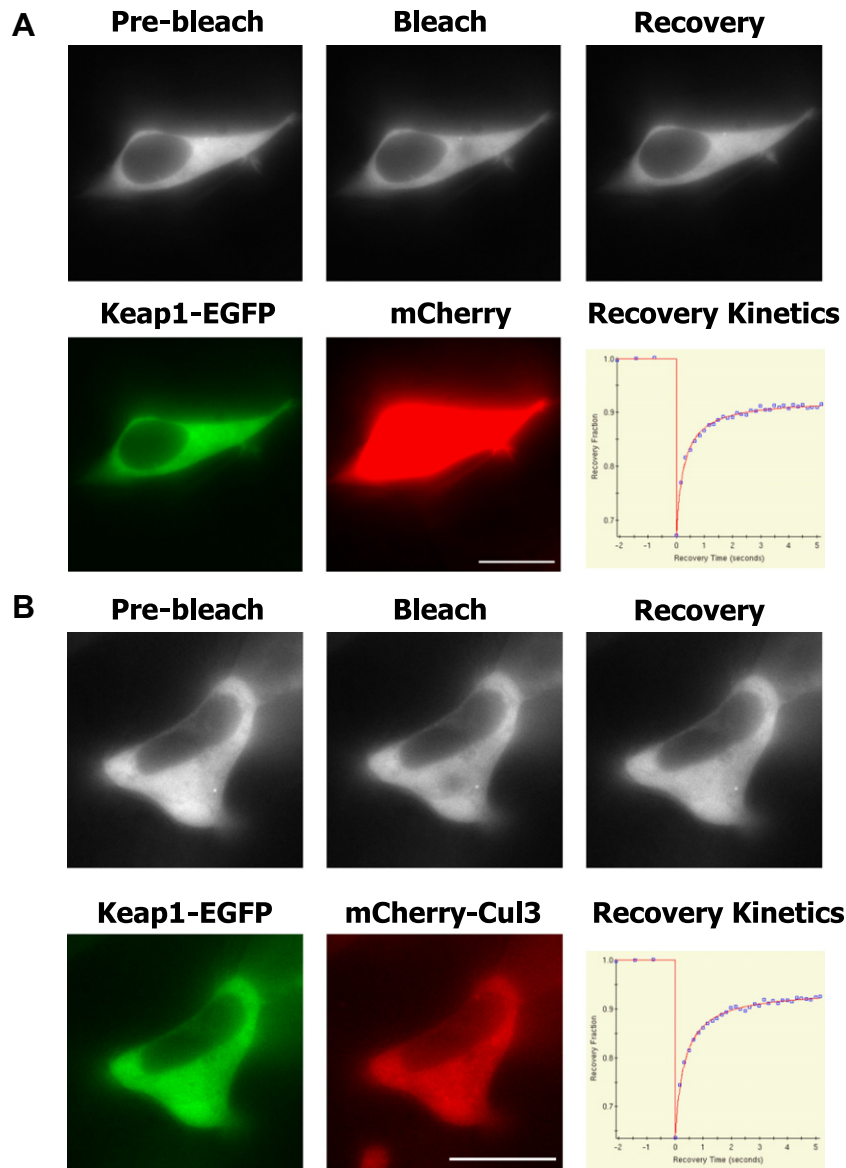 A
Pre-bleach Bleach Recovery
Keap1-EGFP mCherry Recovery Kinetics
1.0
0.9
0.8
0.7
Recovery Fraction
-2 -1 0 1 2 3 4 5
Recovery Time (seconds)
B
Pre-bleach Bleach Recovery
Keap1-EGFP mCherry-Cul3 Recovery Kinetics
1.0
0.9
0.8
0.7
Recovery Fraction
-2 -1 0 1 2 3 4 5
Recovery Time (seconds)